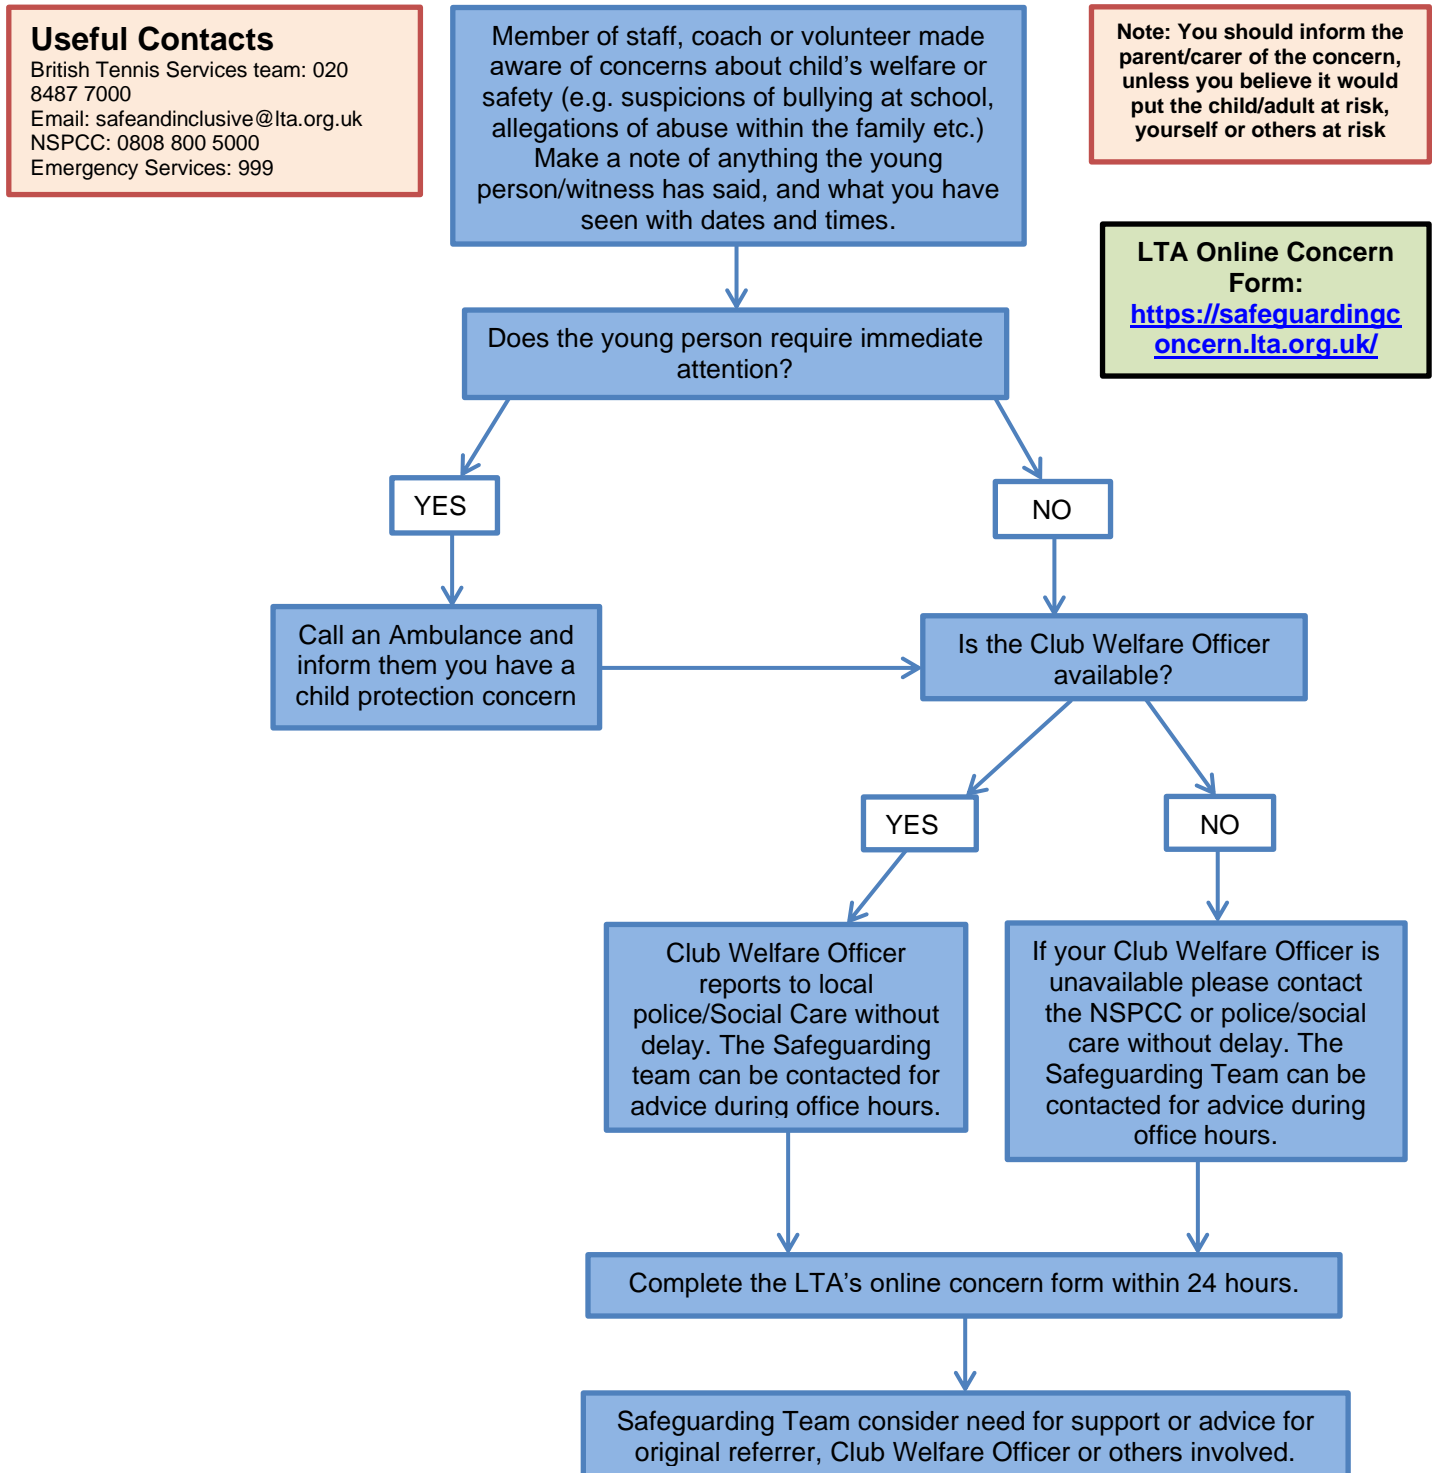 Useful Contacts
British Tennis Services team: 020
8487 7000
Email: safeandinclusive@lta.org.uk
NSPCC: 0808 800 5000
Emergency Services: 999
Member of staff, coach or volunteer made
aware of concerns about child’s welfare or
safety (e.g. suspicions of bullying at school,
allegations of abuse within the family etc.)
Make a note of anything the young
person/witness has said, and what you have
seen with dates and times.
Note: You should inform the
parent/carer of the concern,
unless you believe it would
put the child/adult at risk,
yourself or others at risk
LTA Online Concern
Form:
https://safeguardingc
oncern.lta.org.uk/
Does the young person require immediate
attention?
YES
NO
Call an Ambulance and
inform them you have a
child protection concern
Is the Club Welfare Officer
available?
YES
NO
Club Welfare Officer
reports to local
police/Social Care without
delay. The Safeguarding
team can be contacted for
advice during office hours.
If your Club Welfare Officer is
unavailable please contact
the NSPCC or police/social
care without delay. The
Safeguarding Team can be
contacted for advice during
office hours.
Complete the LTA’s online concern form within 24 hours.
Safeguarding Team consider need for support or advice for
original referrer, Club Welfare Officer or others involved.